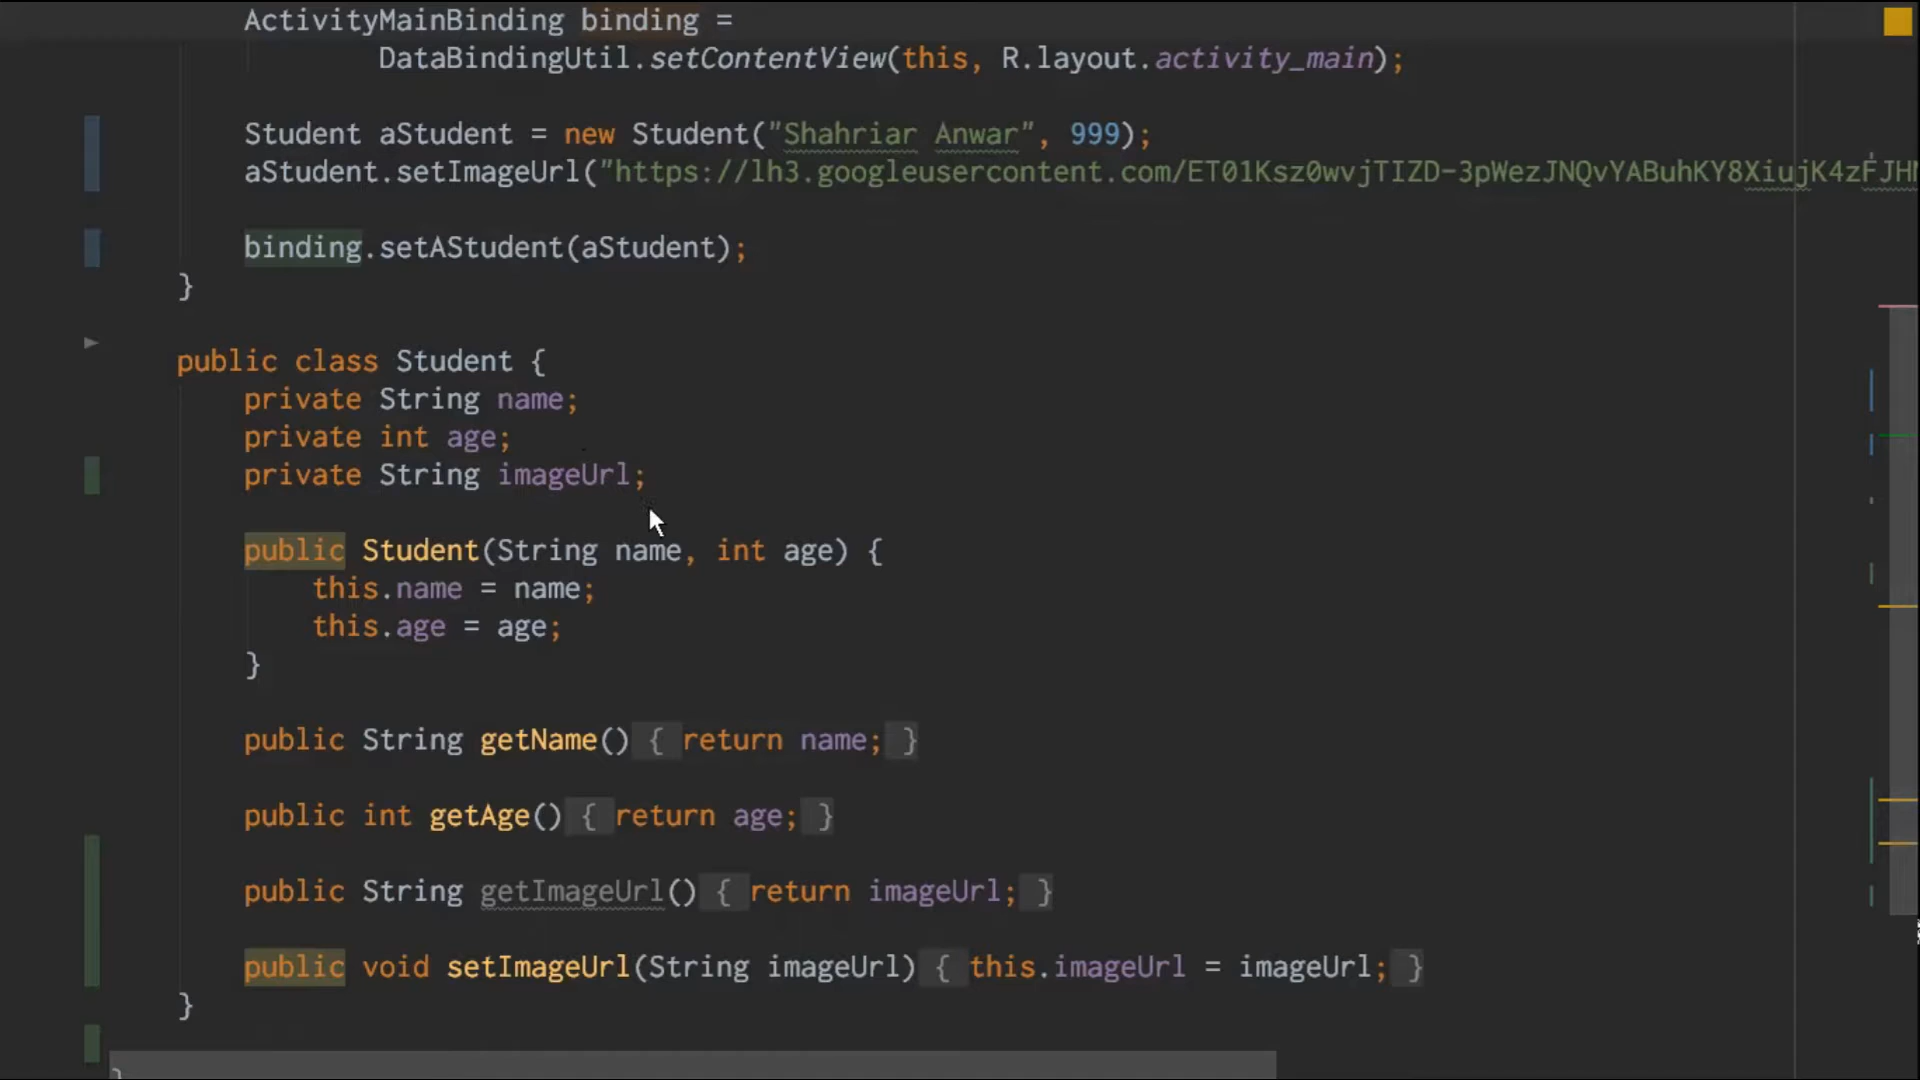 ActivityMainBinding binding =
DataBindingUtil.setContentView(this, R.layout.activity_main);
Student aStudent = new Student("Shahriar Anwar", 999);
aStudent.setImageUrl("https://lh3.googleusercontent.com/ET01Ksz0wvjTIZD-3pWezJNQvYABuhKY8XiujK4zFJHM
binding.setAStudent(aStudent);
}
public class Student {
private String name;
private int age;
private String imageUrl;
public Student(String name, int age) {
this.name = name;
this.age = age;
}
public String getName() { return name; }
public int getAge() { return age; }
public String getImageUrl() { return imageUrl; }
public void setImageUrl(String imageUrl) { this.imageUrl = imageUrl; }
}
}